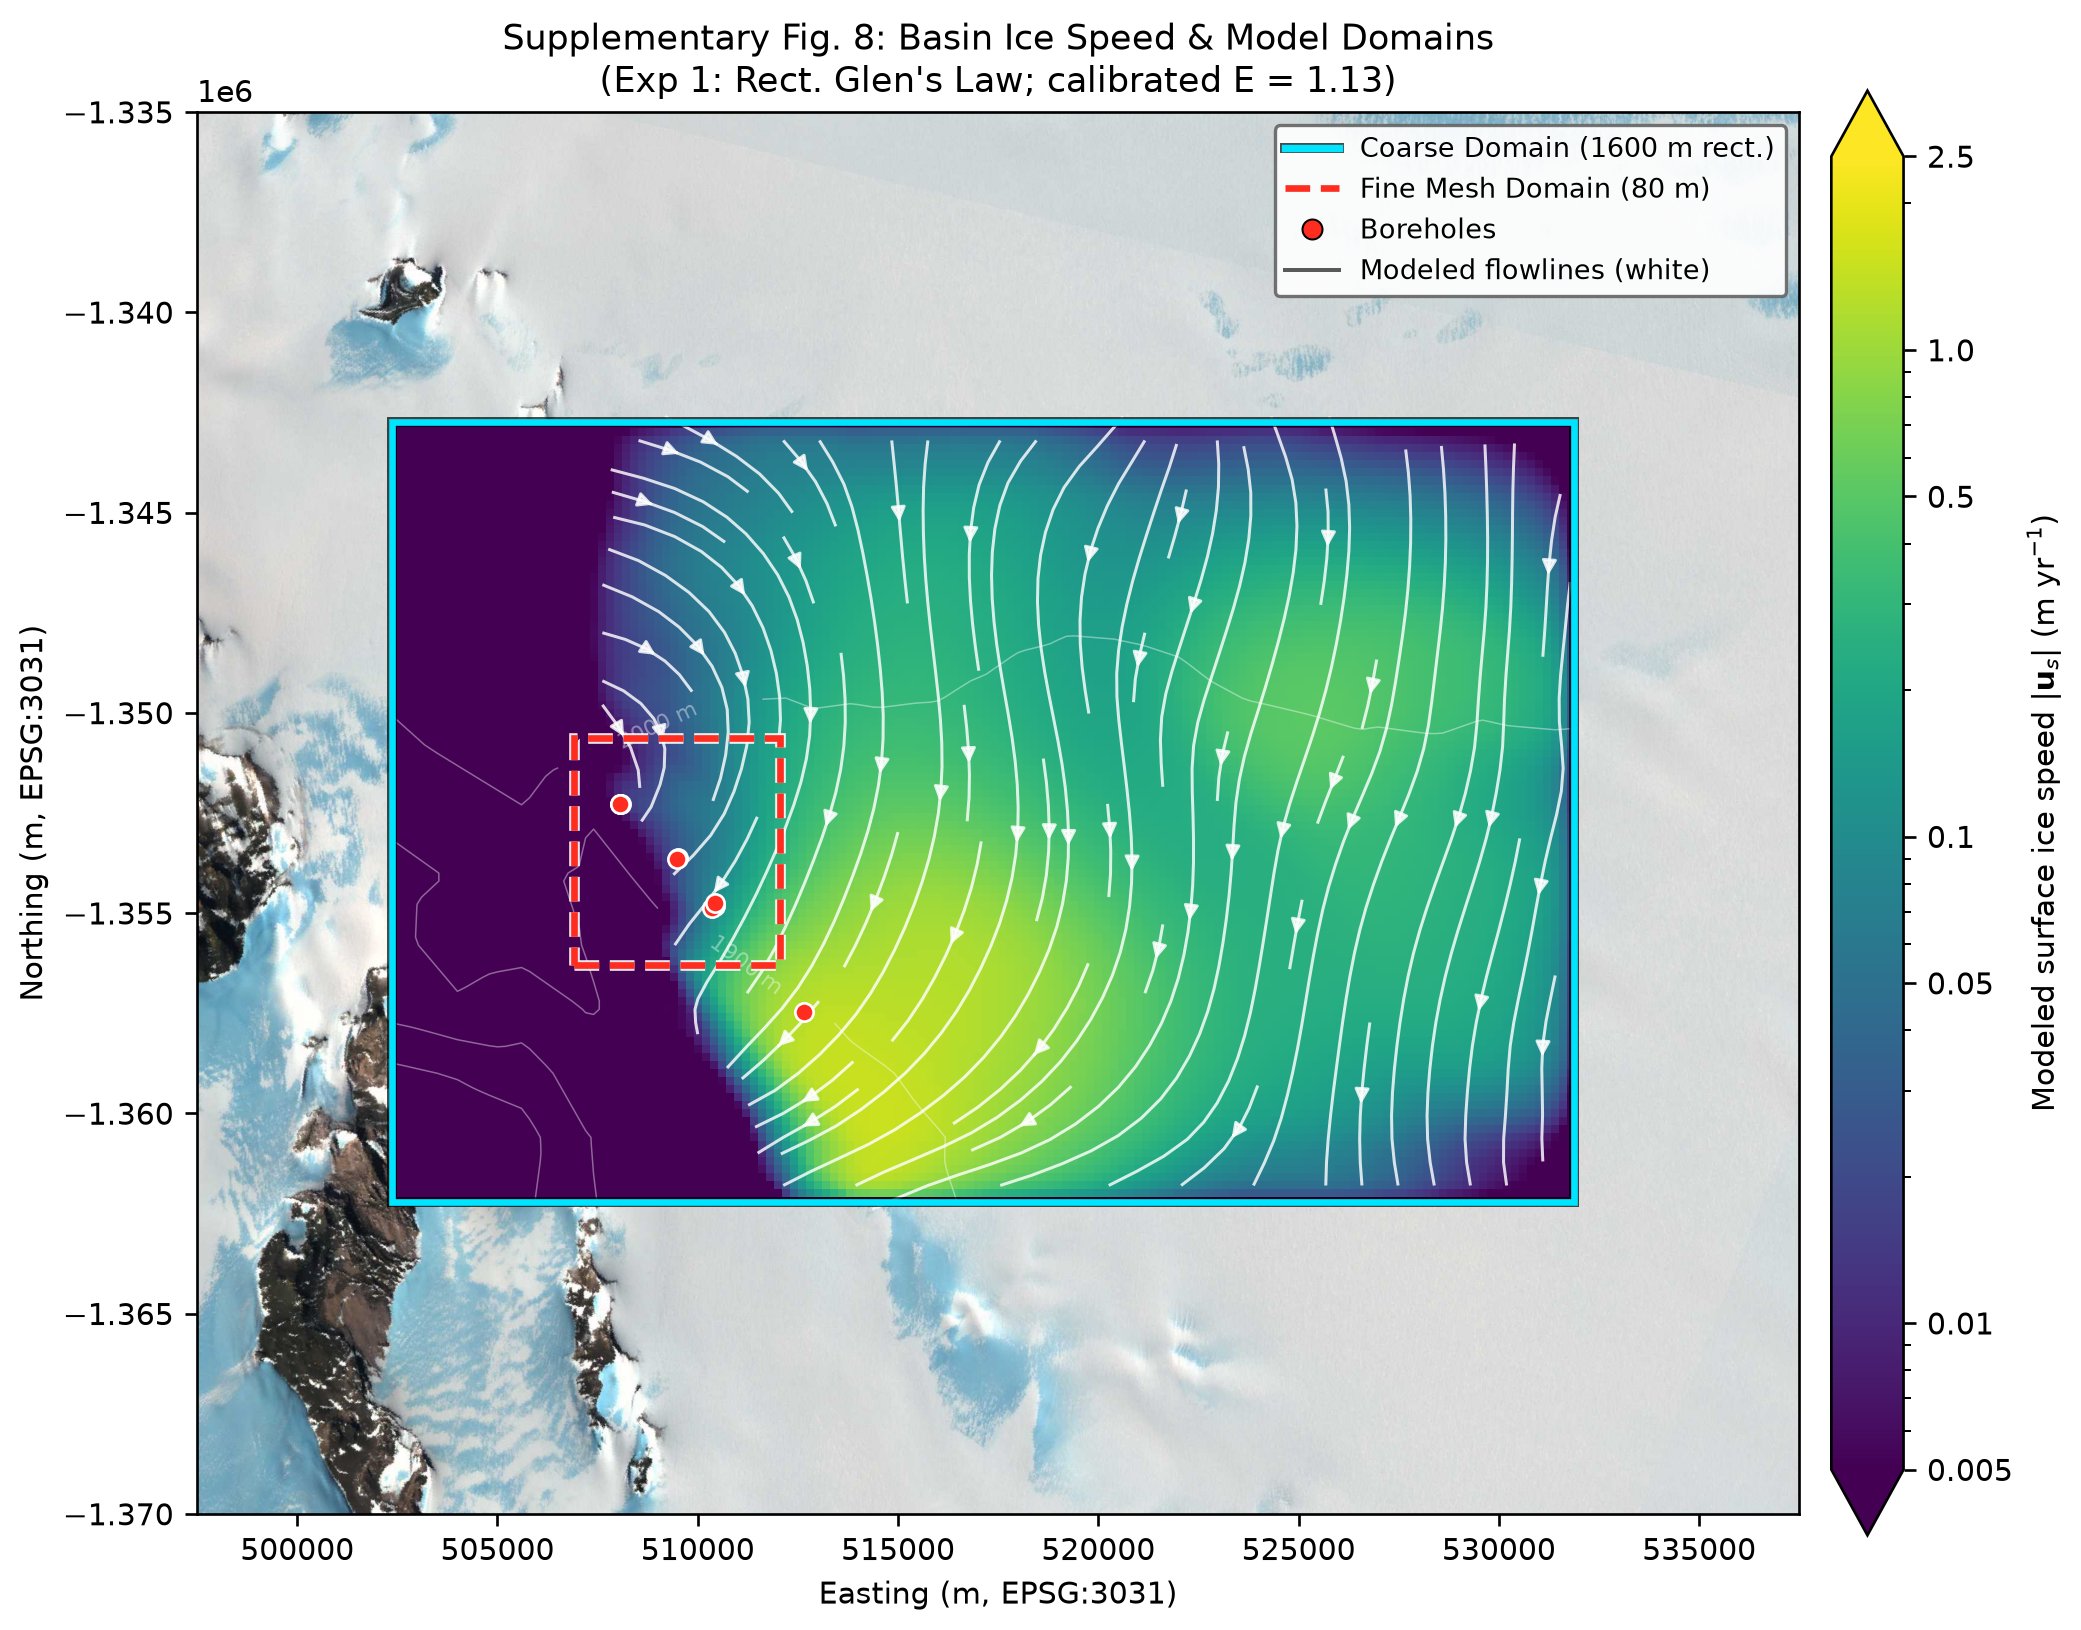 Supplementary Fig. 8: Basin Ice Speed & Model Domains
(Exp 1: Rect. Glen's Law; calibrated E = 1.13)
1e6
−1.335
−1.340
−1.345
−1.350
−1.355
−1.360
−1.365
−1.370
Northing (m, EPSG:3031)
Coarse Domain (1600 m rect.)
Fine Mesh Domain (80 m)
Boreholes
Modeled flowlines (white)
2000 m
1900 m
500000
505000
510000
515000
520000
525000
530000
535000
Easting (m, EPSG:3031)
2.5
1.0
0.5
0.1
0.05
0.01
0.005
Modeled surface ice speed |uₛ| (m yr⁻¹)